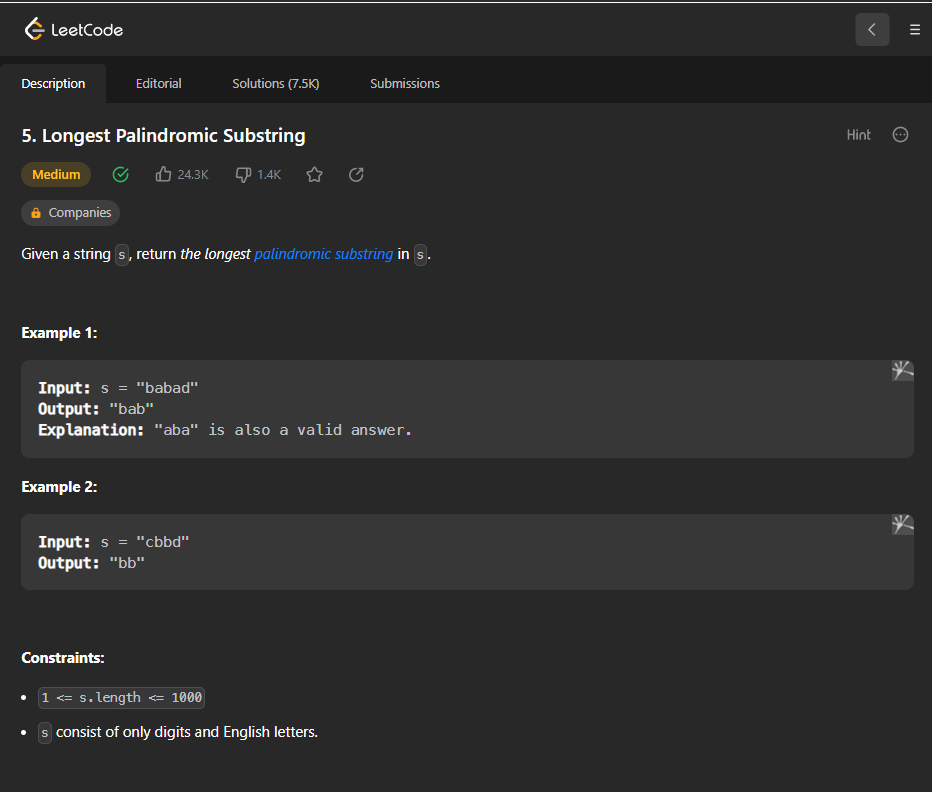 LeetCode
Description Editorial Solutions (7.5K) Submissions
5. Longest Palindromic Substring Hint
Medium 24.3K 1.4K
Companies
Given a string s, return the longest palindromic substring in s.
Example 1:
Input: s = "babad"
Output: "bab"
Explanation: "aba" is also a valid answer.
Example 2:
Input: s = "cbbd"
Output: "bb"
Constraints:
• 1 <= s.length <= 1000
• s consist of only digits and English letters.